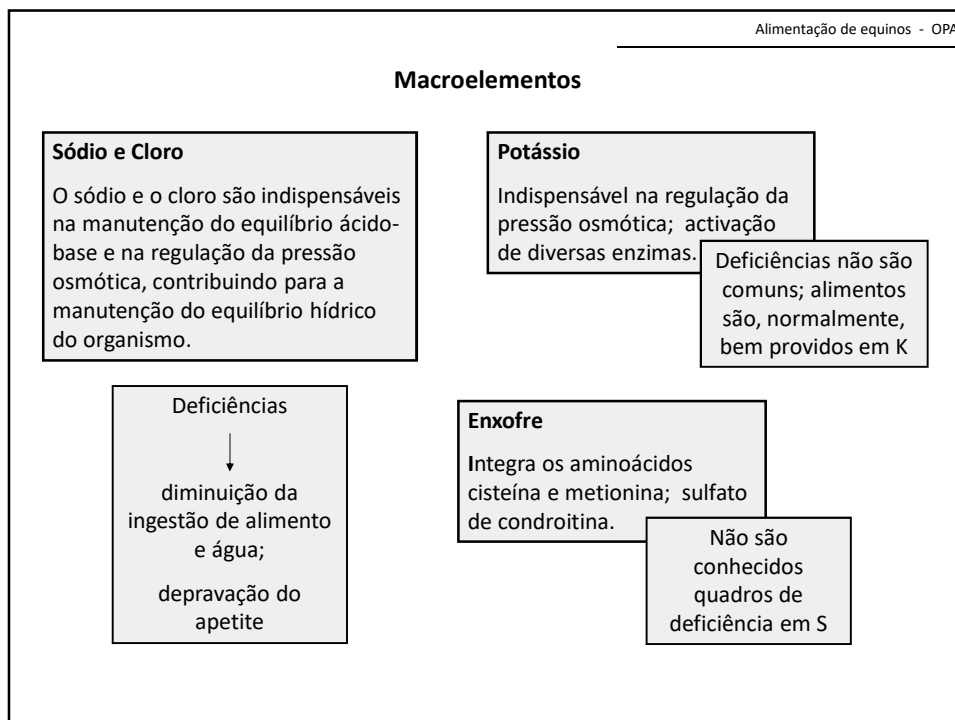 Alimentação de equinos - OPA
Macroelementos
Sódio e Cloro
O sódio e o cloro são indispensáveis
na manutenção do equilíbrio ácido-
base e na regulação da pressão
osmótica, contribuindo para a
manutenção do equilíbrio hídrico
do organismo.
Deficiências
diminuição da
ingestão de alimento
e água;
depravação do
apetite
Potássio
Indispensável na regulação da
pressão osmótica; activação
de diversas enzimas.
Deficiências não são
comuns; alimentos
são, normalmente,
bem providos em K
Enxofre
Integra os aminoácidos
cisteína e metionina; sulfato
de condroitina.
Não são
conhecidos
quadros de
deficiência em S